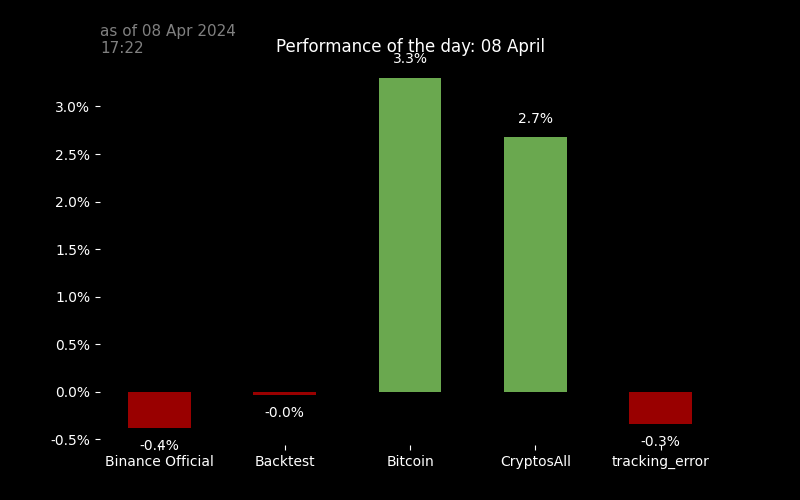 as of 08 Apr 2024
17:22
Performance of the day: 08 April
3.3%
2.7%
3.0%
2.5%
2.0%
1.5%
1.0%
0.5%
0.0%
-0.5%
-0.4%
-0.0%
-0.3%
Binance Official
Backtest
Bitcoin
CryptosAll
tracking_error